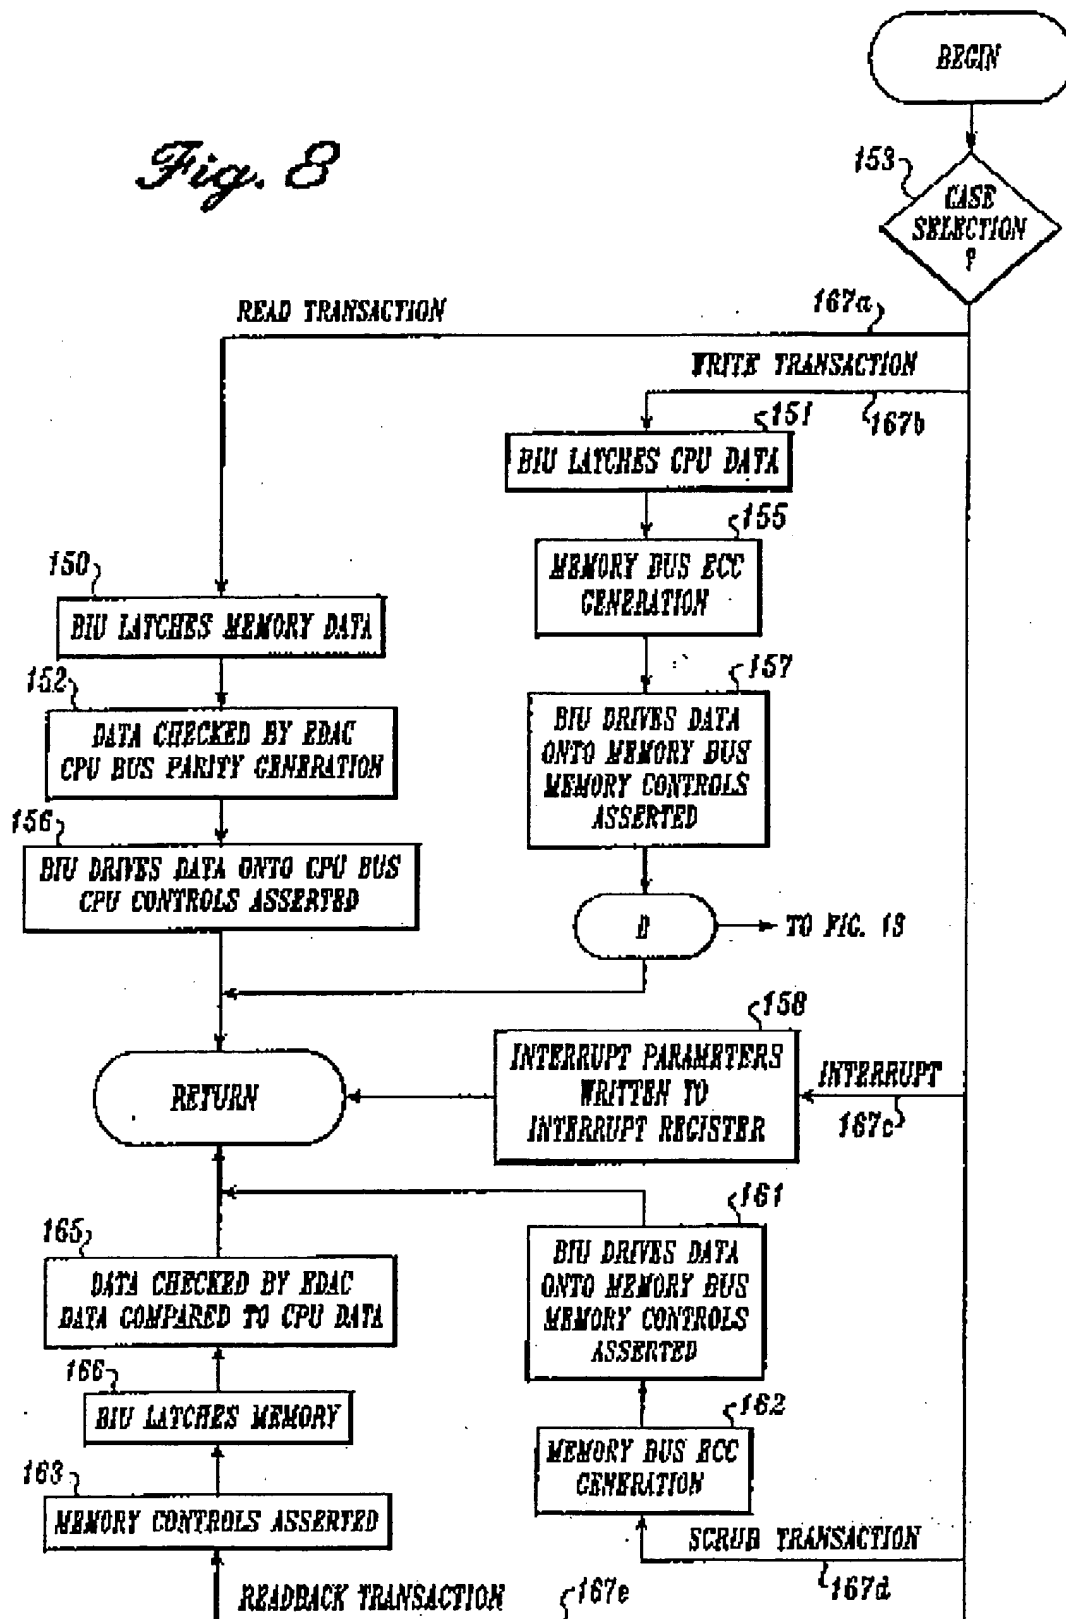 BEGIN
Fig. 8
153
CASE
SELECTION
?
READ TRANSACTION
167a
WRITE TRANSACTION
167b
151
BIU LATCHES CPU DATA
155
MEMORY BUS ECC
GENERATION
150
BIU LATCHES MEMORY DATA
157
BIU DRIVES DATA
ONTO MEMORY BUS
MEMORY CONTROLS
ASSERTED
152
DATA CHECKED BY EDAC
CPU BUS PARITY GENERATION
156
BIU DRIVES DATA ONTO CPU BUS
CPU CONTROLS ASSERTED
TO FIG. 13
158
INTERRUPT PARAMETERS
WRITTEN TO
INTERRUPT REGISTER
INTERRUPT
167c
RETURN
161
BIU DRIVES DATA
ONTO MEMORY BUS
MEMORY CONTROLS
ASSERTED
165
DATA CHECKED BY EDAC
DATA COMPARED TO CPU DATA
166
BIU LATCHES MEMORY
162
MEMORY BUS ECC
GENERATION
163
MEMORY CONTROLS ASSERTED
SCRUB TRANSACTION
167d
READBACK TRANSACTION
167e